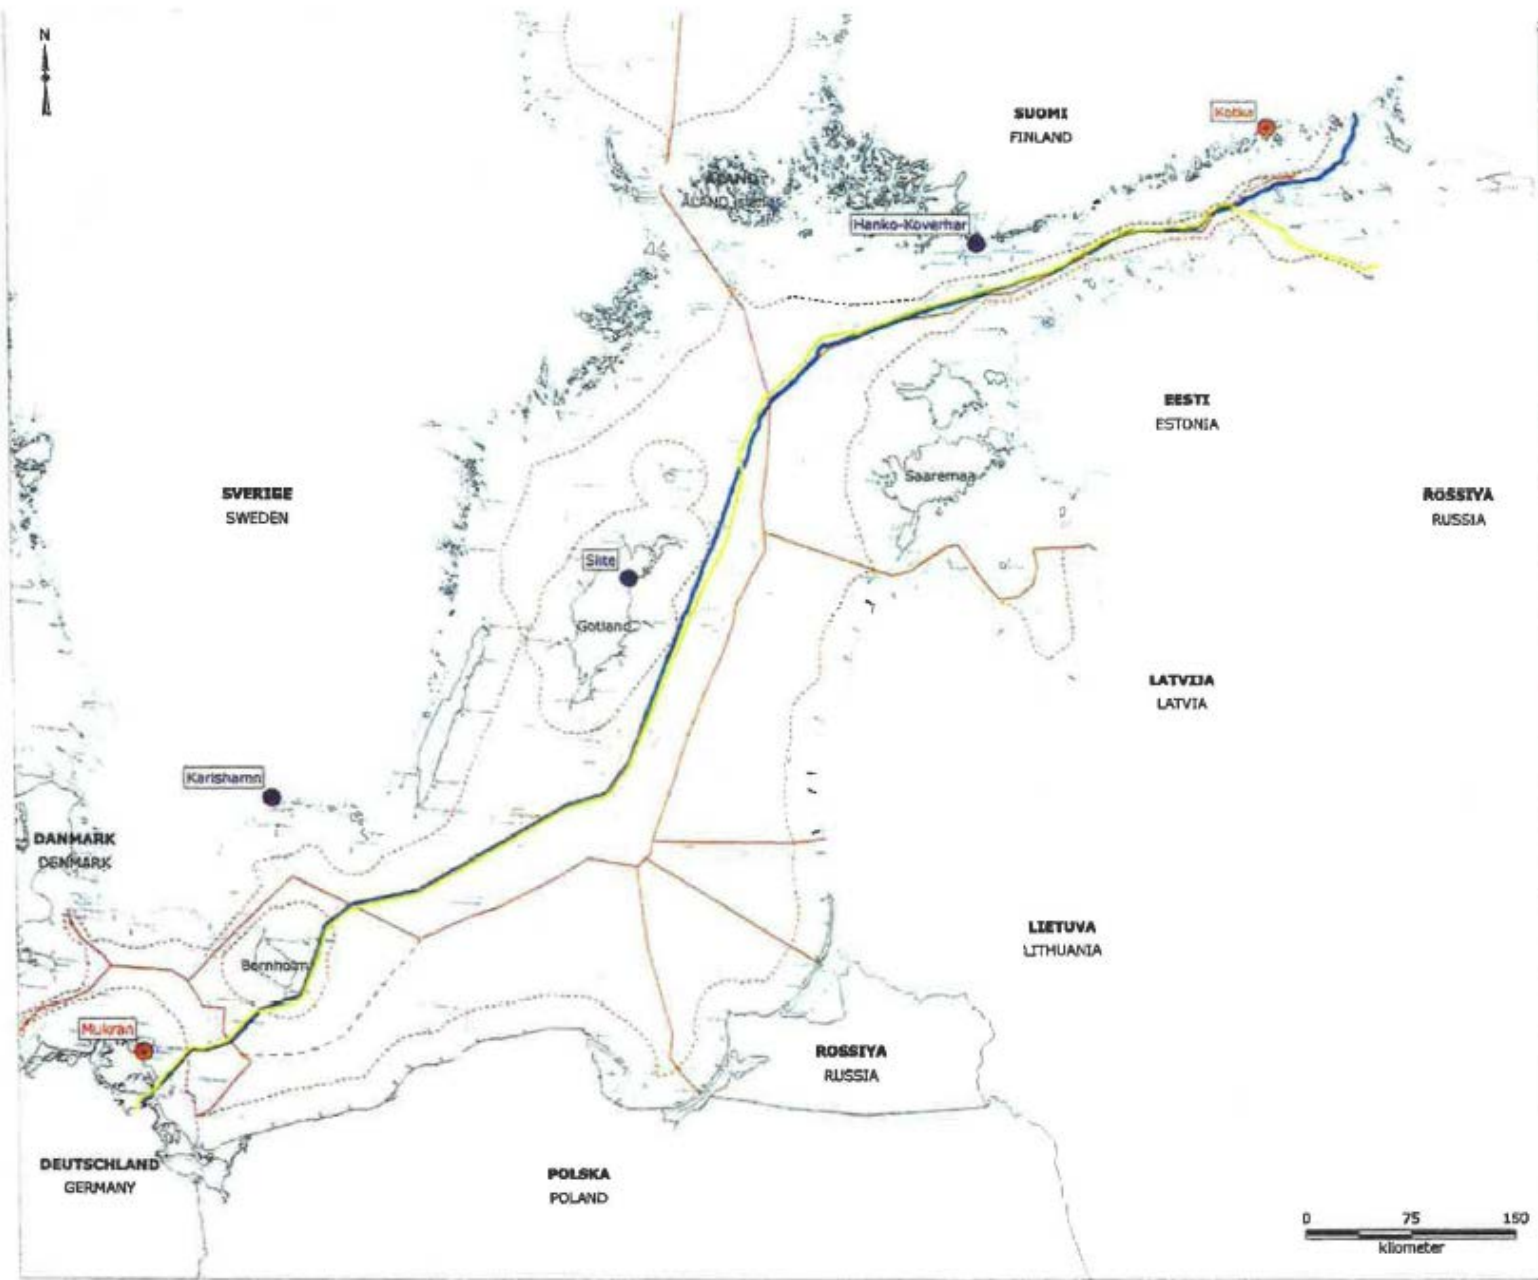 N
SUOMI
FINLAND
Kotka
ÅLAND
Hanko-Koverhar
EESTI
ESTONIA
Saaremaa
SVERIGE
SWEDEN
ROSSIYA
RUSSIA
Slite
Gotland
LATVIJA
LATVIA
Karlshamn
DANMARK
DENMARK
LIETUVA
LITHUANIA
Bornholm
Mukran
ROSSIYA
RUSSIA
DEUTSCHLAND
GERMANY
POLSKA
POLAND
0 75 150
kilometer